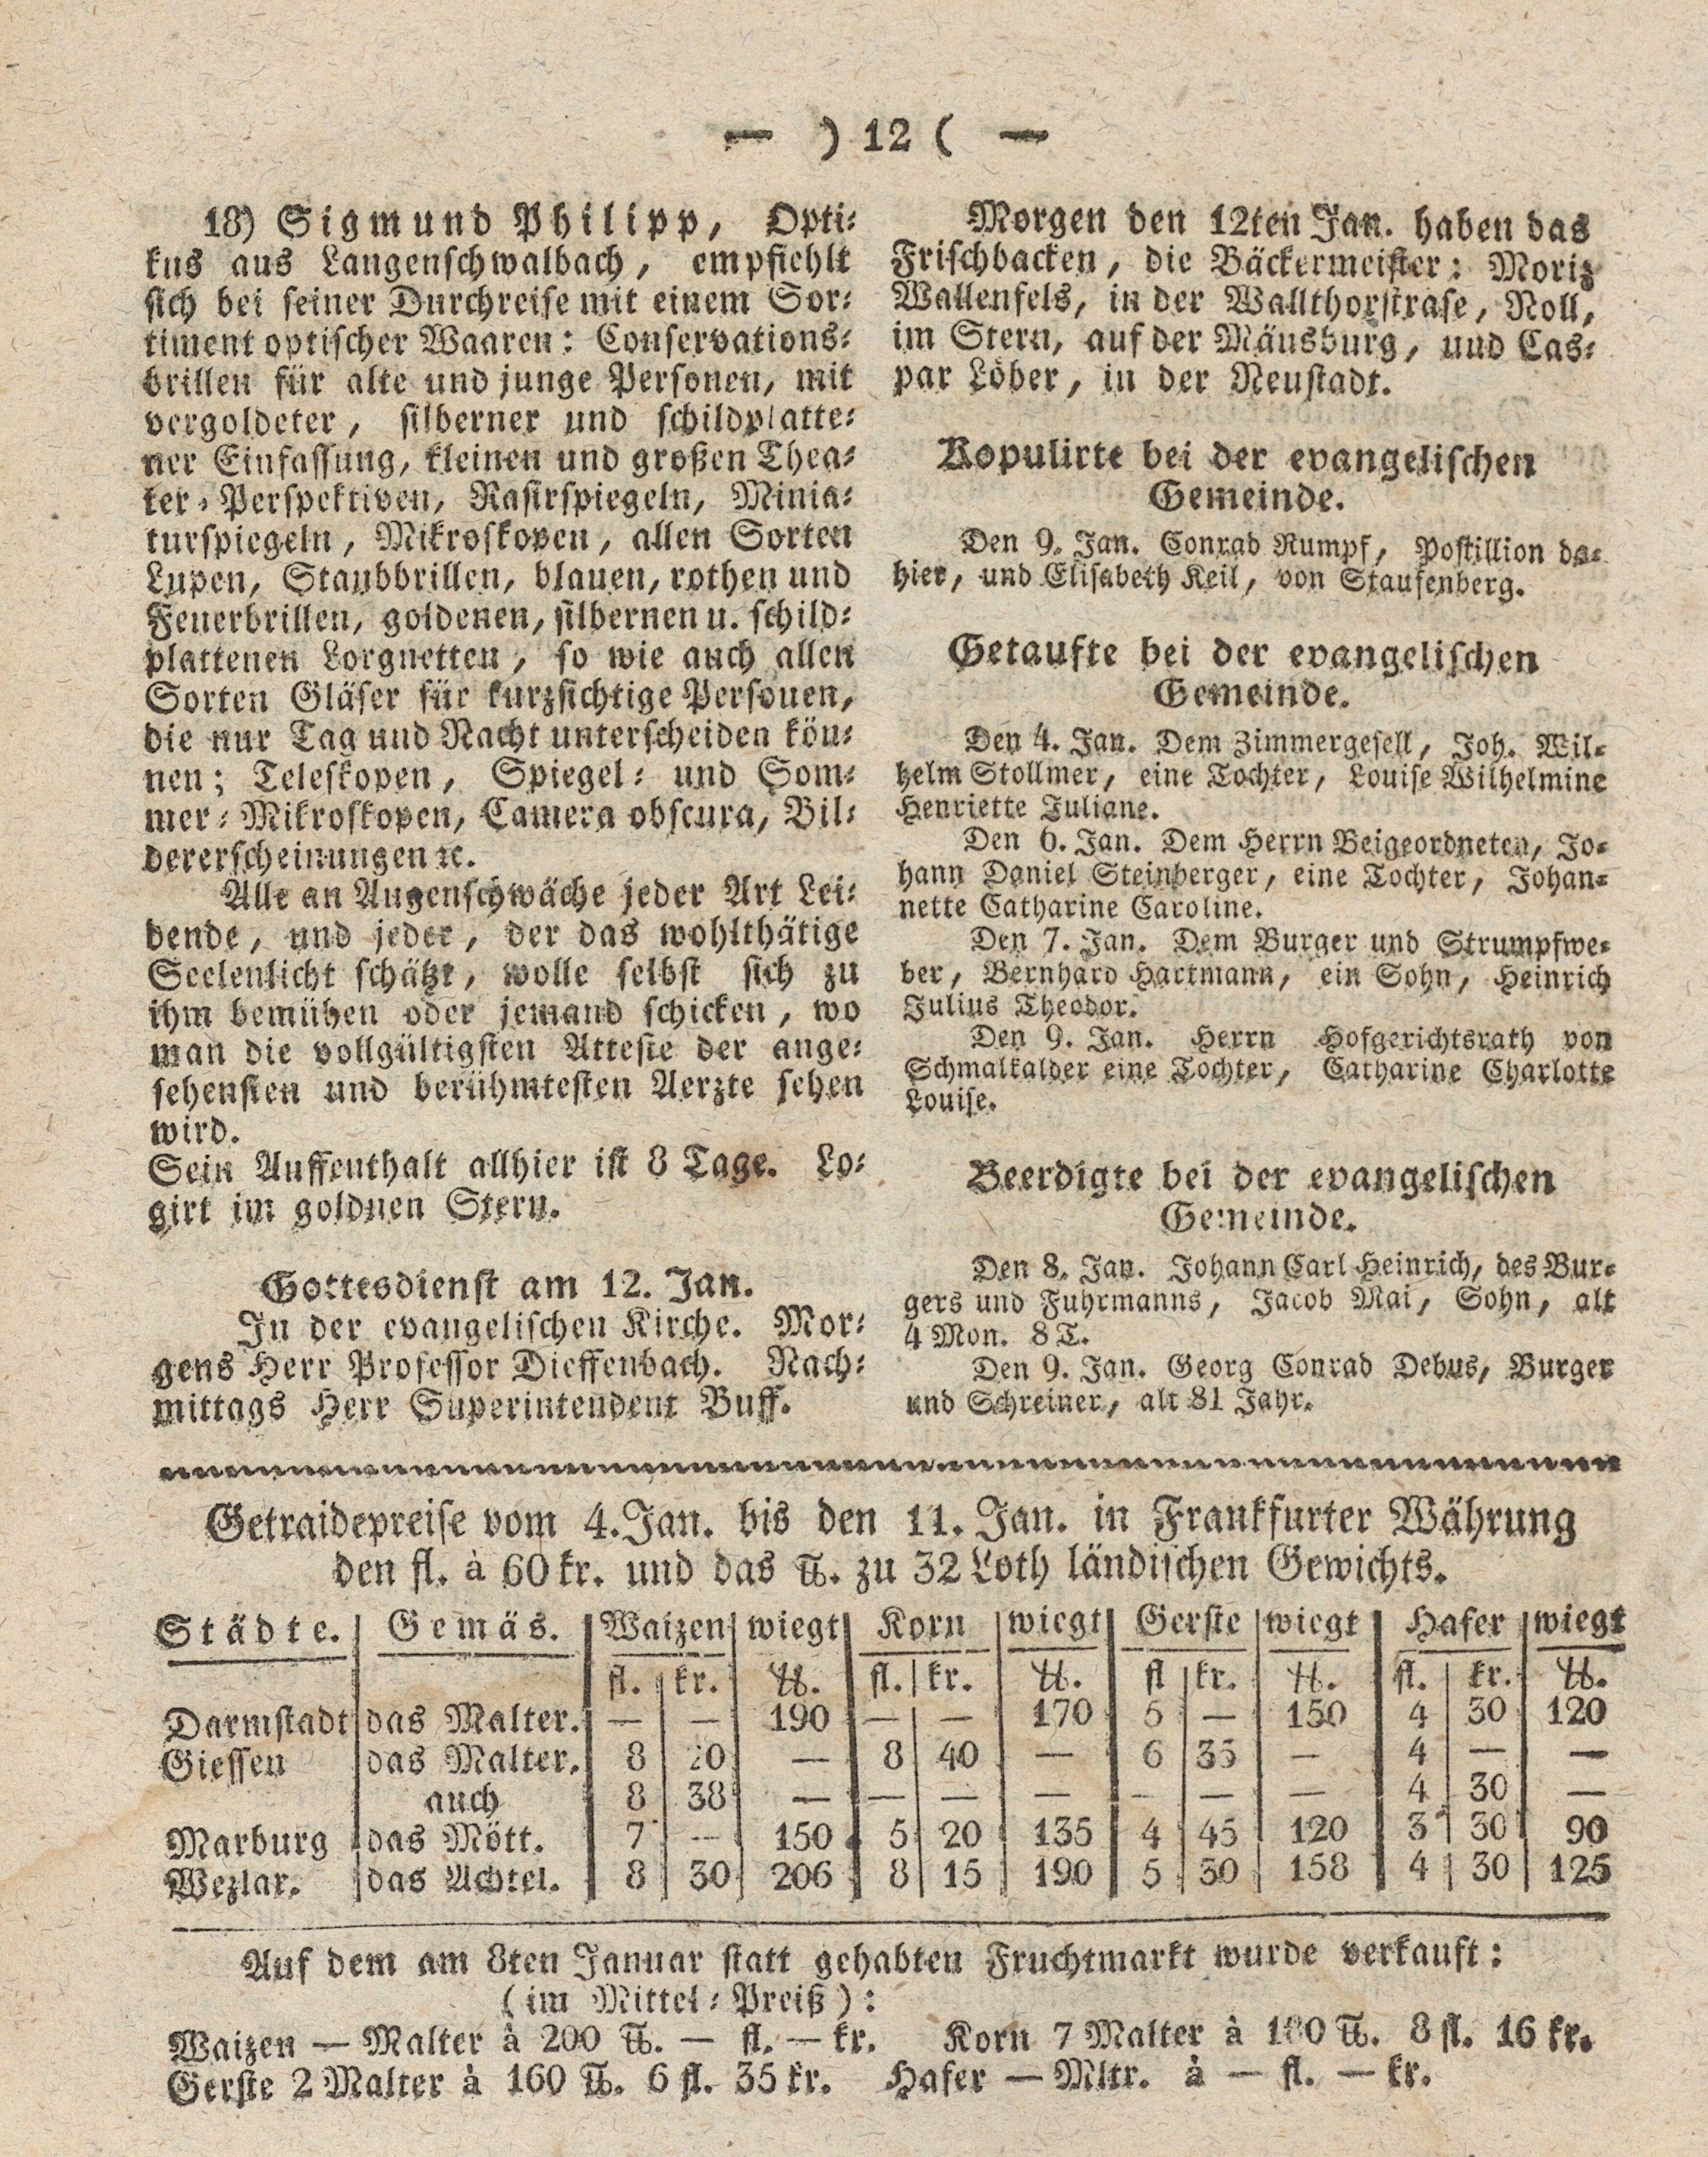 — ) 12 ( —
18) Sigmund Philipp, Opti-
kus aus Langenschwalbach, empfiehlt
sich bei seiner Durchreise mit einem Sor-
timent optischer Waaren: Conservations-
brillen für alte und junge Personen, mit
vergoldeter, silberner und schildplatte-
ner Einfassung, kleinen und großen Thea-
ter-Perspektiven, Rasirspiegeln, Minia-
turspiegeln, Mikroskopen, allen Sorten
Lupen, Staubbrillen, blauen, rothen und
Feuerbrillen, goldenen, silbernen u. schild-
plattenen Lorgnetten, so wie auch allen
Sorten Gläser für kurzsichtige Personen,
die nur Tag und Nacht unterscheiden kön-
nen; Teleskopen, Spiegel- und Som-
mer-Mikroskopen, Camera obscura, Bil-
dererscheinungen ꝛc.
Alle an Augenschwäche jeder Art Lei-
dende, und jeder, der das wohlthätige
Seelenlicht schätzt, wolle selbst sich zu
ihm bemühen oder jemand schicken, wo
man die vollgültigsten Atteste der ange-
sehensten und berühmtesten Aerzte sehen
wird.
Sein Auffenthalt allhier ist 8 Tage. Lo-
girt im goldnen Stern.
Gottesdienst am 12. Jan.
In der evangelischen Kirche. Mor-
gens Herr Professor Dieffenbach. Nach-
mittags Herr Superintendent Buff.
Morgen den 12ten Jan. haben das
Frischbacken, die Bäckermeister: Moriz
Wallenfels, in der Wallthorstrase, Noll,
im Stern, auf der Mäusburg, und Cas-
par Löber, in der Neustadt.
Kopulirte bei der evangelischen
Gemeinde.
Den 9. Jan. Conrad Rumpf, Postillion da-
hier, und Elisabeth Keil, von Staufenberg.
Getaufte bei der evangelischen
Gemeinde.
Den 4. Jan. Dem Zimmergesell, Joh. Wil-
helm Stollmer, eine Tochter, Louise Wilhelmine
Henriette Juliane.
Den 6. Jan. Dem Herrn Beigeordneten, Jo-
hann Daniel Steinberger, eine Tochter, Johan-
nette Catharine Caroline.
Den 7. Jan. Dem Burger und Strumpfwe-
ber, Bernhard Hartmann, ein Sohn, Heinrich
Julius Theodor.
Den 9. Jan. Herrn Hofgerichtsrath von
Schmalkalder eine Tochter, Catharine Charlotte
Louise.
Beerdigte bei der evangelischen
Gemeinde.
Den 8. Jan. Johann Carl Heinrich, des Bur-
gers und Fuhrmanns, Jacob Mai, Sohn, alt
4 Mon. 8 T.
Den 9. Jan. Georg Conrad Debus, Burger
und Schreiner, alt 81 Jahr.
Getraidepreise vom 4. Jan. bis den 11. Jan. in Frankfurter Währung
den fl. à 60 kr. und das ℔. zu 32 Loth ländischen Gewichts.
Städte. Gemäs. Waizen wiegt Korn wiegt Gerste wiegt Hafer wiegt
fl. kr. ℔. fl. kr. ℔. fl kr. ℔. fl. kr. ℔.
Darmstadt das Malter. — — 190 — — 170 5 — 150 4 30 120
Giessen das Malter. 8 20 — 8 40 — 6 35 — 4 — —
auch 8 38 — — — — — — — 4 30 —
Marburg das Mött. 7 — 150 5 20 135 4 45 120 3 30 90
Wezlar. das Achtel. 8 30 206 8 15 190 5 30 158 4 30 125
Auf dem am 8ten Januar statt gehabten Fruchtmarkt wurde verkauft:
(im Mittel-Preiß):
Waizen — Malter à 200 ℔. — fl. — kr. Korn 7 Malter à 180 ℔. 8 fl. 16 kr.
Gerste 2 Malter à 160 ℔. 6 fl. 35 kr. Hafer — Mltr. à — fl. — kr.